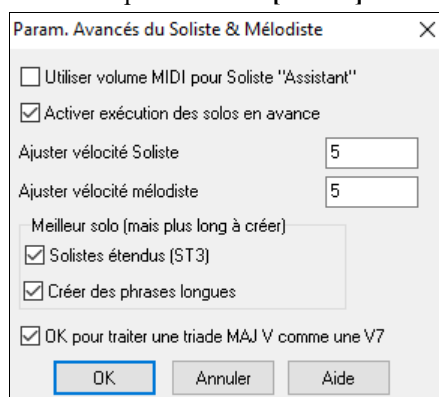 Param. Avancés du Soliste & Mélodiste
Utiliser volume MIDI pour Soliste "Assistant"
Activer exécution des solos en avance
Ajuster vélocité Soliste 5
Ajuster vélocité mélodiste 5
Meilleur solo (mais plus long à créer)
Solistes étendus (ST3)
Créer des phrases longues
OK pour traiter une triade MAJ V comme une V7
OK Annuler Aide